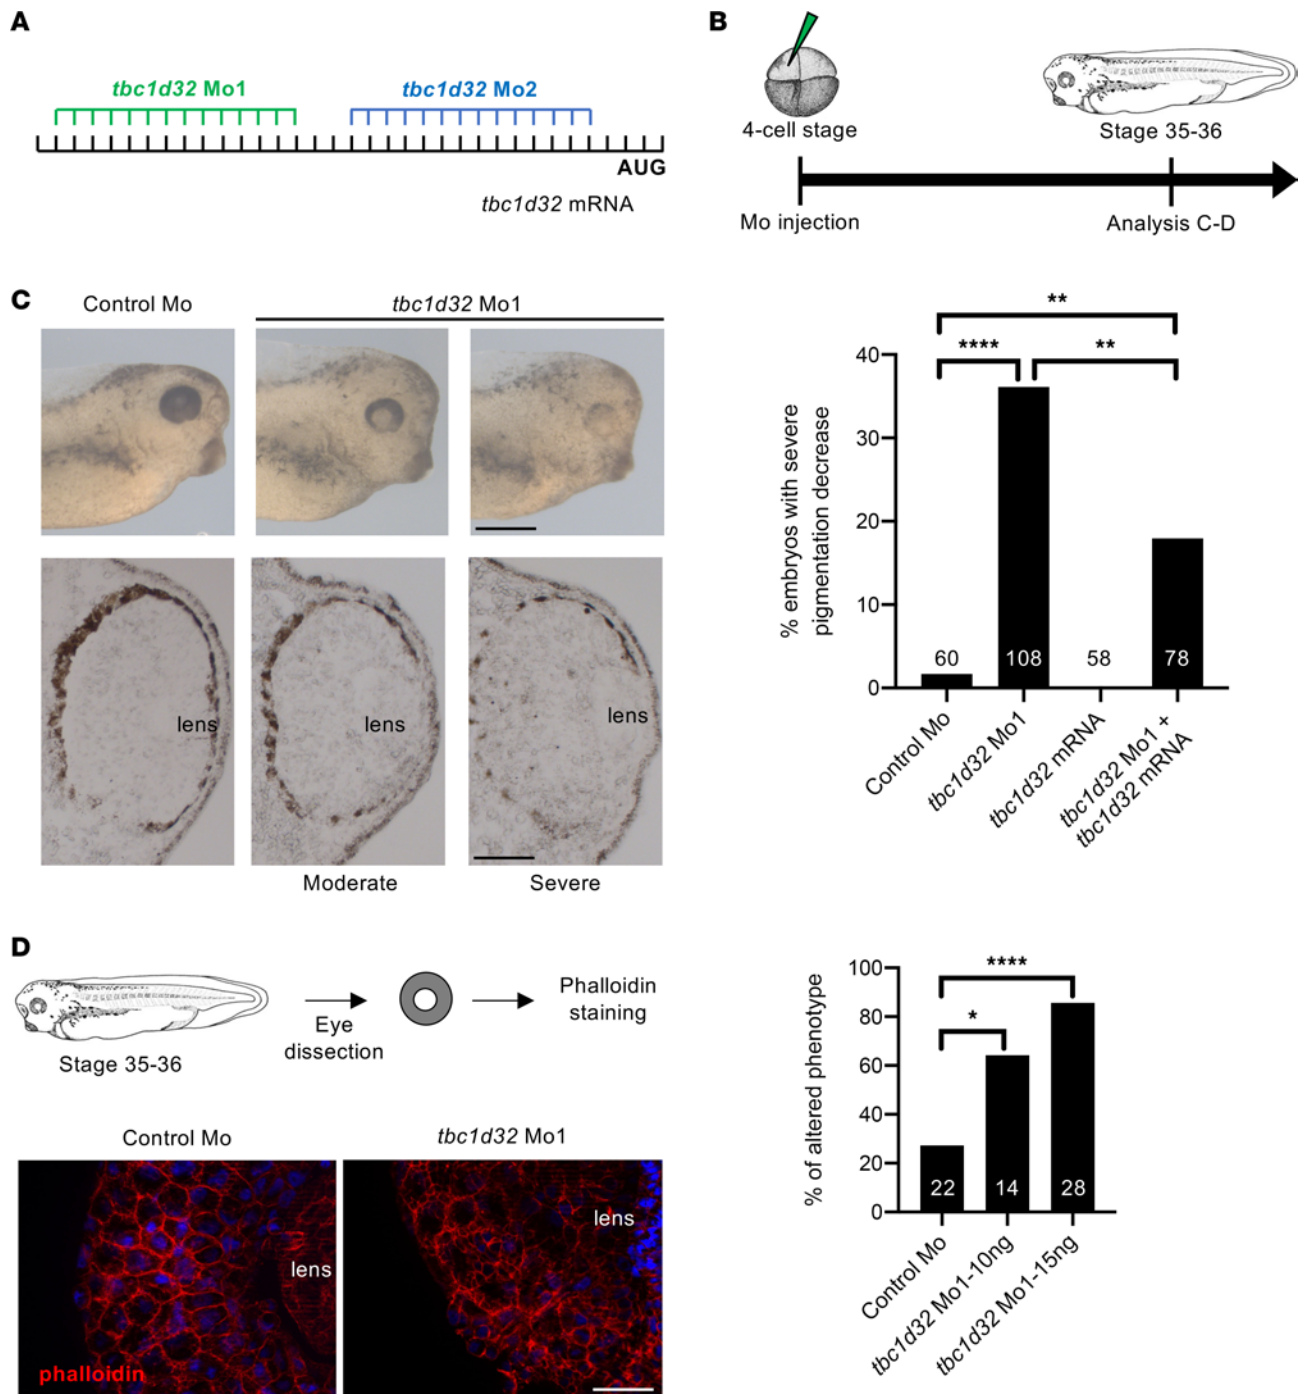 A
tbc1d32 Mo1
tbc1d32 Mo2
AUG
tbc1d32 mRNA
B
4-cell stage
Stage 35-36
Mo injection
Analysis C-D
C
Control Mo
tbc1d32 Mo1
lens
lens
lens
Moderate
Severe
**
****
**
% embryos with severe
pigmentation decrease
40
30
20
10
0
60
108
58
78
Control Mo
tbc1d32 Mo1
tbc1d32 mRNA
tbc1d32 Mo1 +
tbc1d32 mRNA
D
Stage 35-36
Eye
dissection
Phalloidin
staining
Control Mo
tbc1d32 Mo1
lens
lens
phalloidin
****
*
% of altered phenotype
100
80
60
40
20
0
22
14
28
Control Mo
tbc1d32 Mo1-10ng
tbc1d32 Mo1-15ng